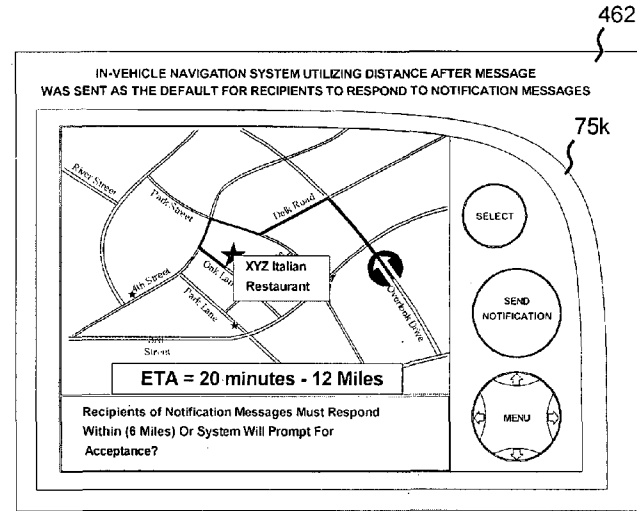 462
IN-VEHICLE NAVIGATION SYSTEM UTILIZING DISTANCE AFTER MESSAGE
WAS SENT AS THE DEFAULT FOR RECIPIENTS TO RESPOND TO NOTIFICATION MESSAGES
75k
River Street
Park Street
Delk Road
SELECT
XYZ Italian
Restaurant
Oak Lane
4th Street
Park Lane
Overlook Drive
SEND
NOTIFICATION
Street
ETA = 20 minutes - 12 Miles
Recipients of Notification Messages Must Respond
Within (6 Miles) Or System Will Prompt For
Acceptance?
MENU